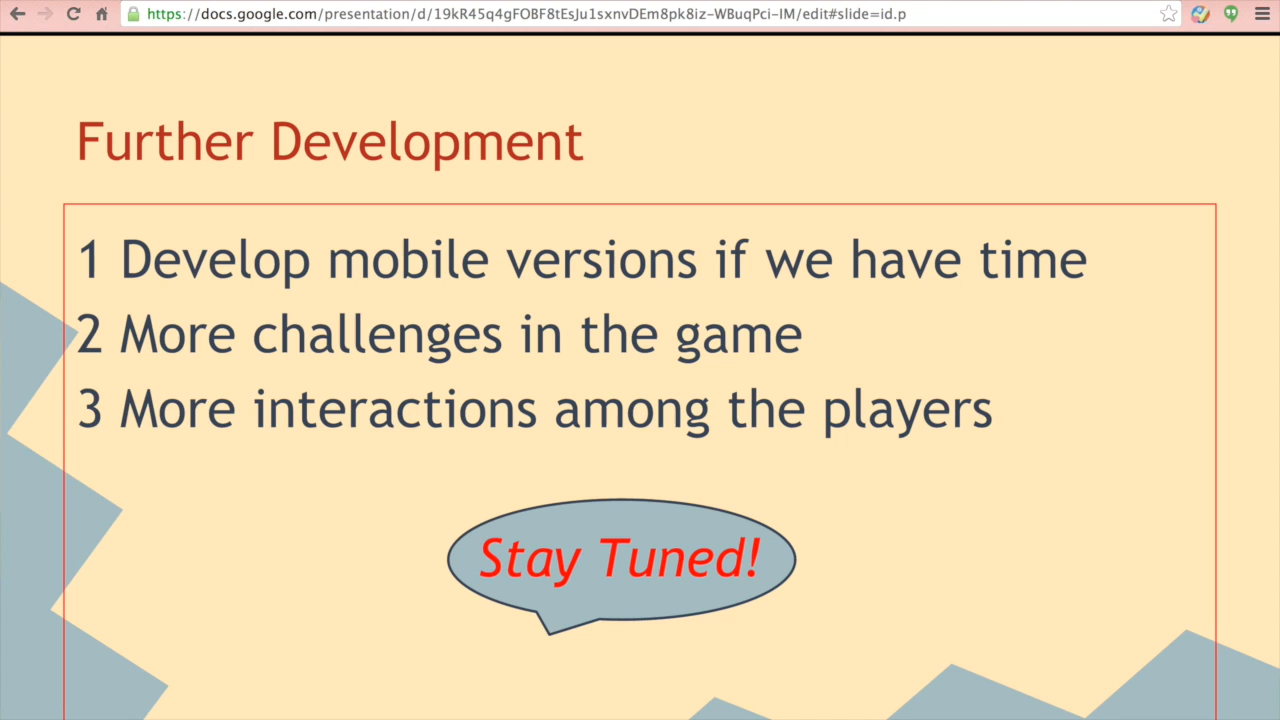 https://docs.google.com/presentation/d/19kR45q4gFOBF8tEsJu1sxnvDEm8pk8iz-WBuqPci-IM/edit#slide=id.p
Further Development
1 Develop mobile versions if we have time
2 More challenges in the game
3 More interactions among the players
Stay Tuned!